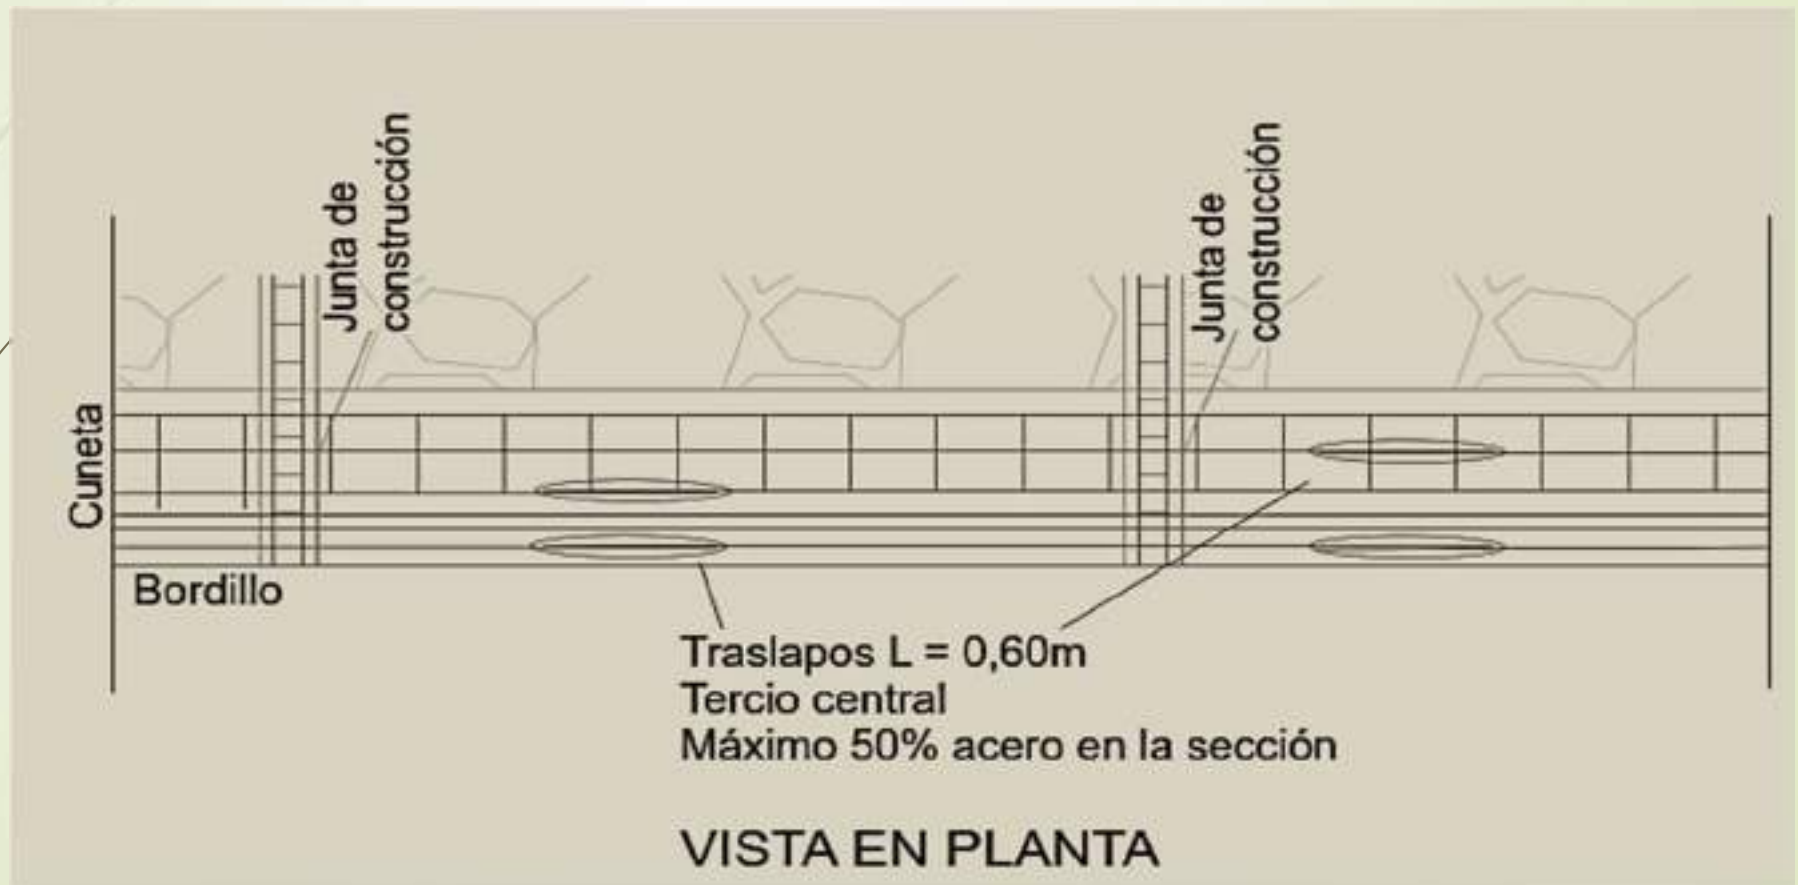 Junta de
construcción
Junta de
construcción
Cuneta
Bordillo
Traslapos L = 0,60m
Tercio central
Máximo 50% acero en la sección
VISTA EN PLANTA